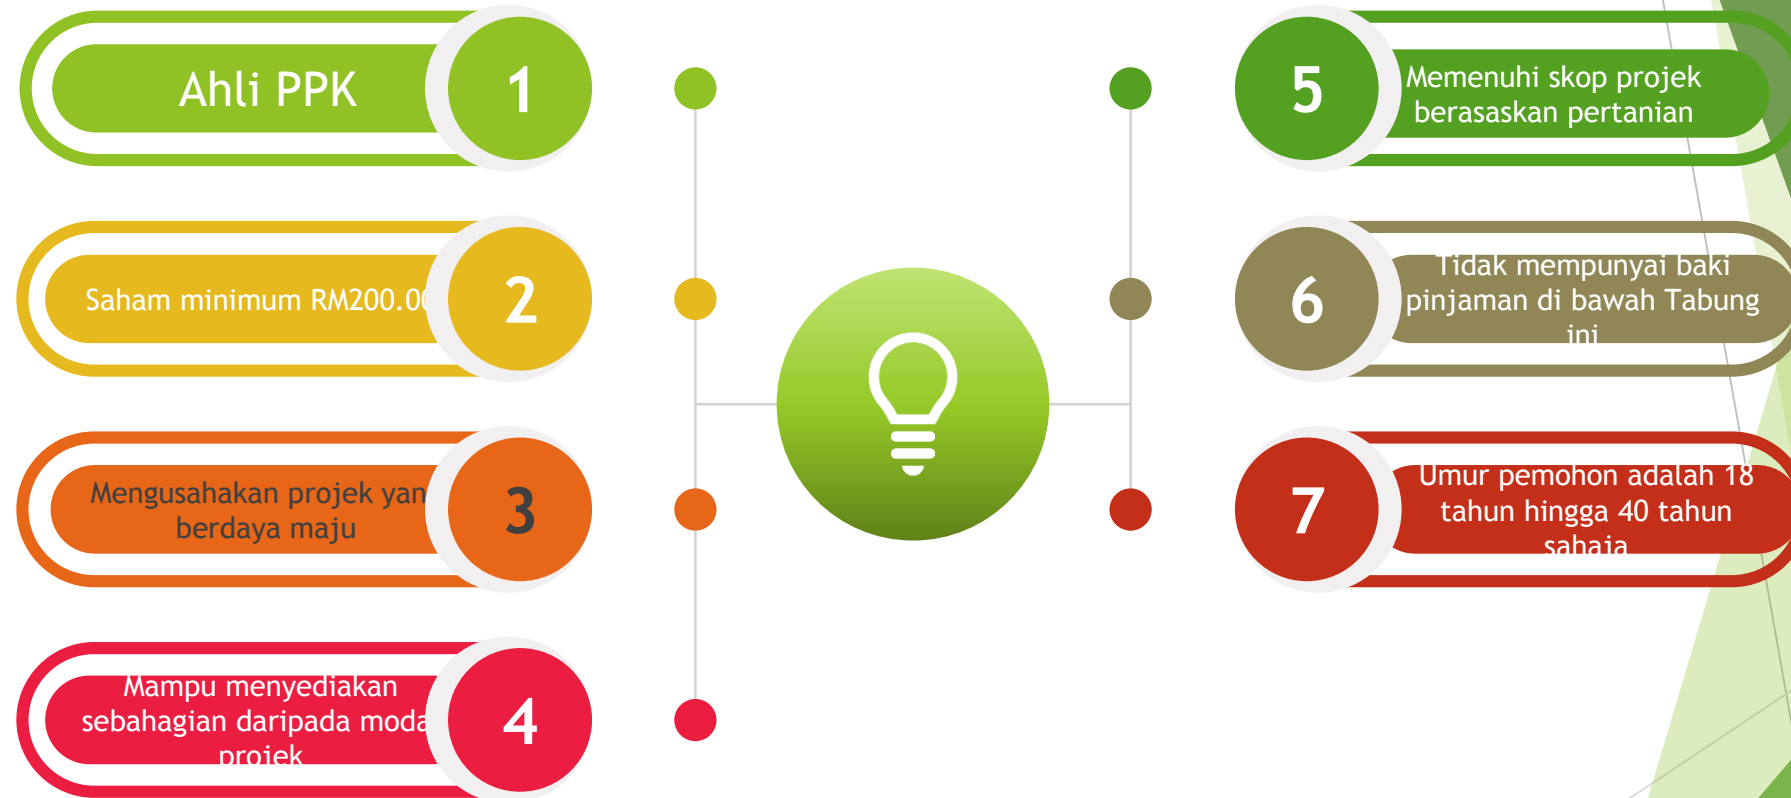 Ahli PPK
1
Saham minimum RM200.00
2
Mengusahakan projek yan
berdaya maju
3
Mampu menyediakan
sebahagian daripada moda
projek
4
5
Memenuhi skop projek
berasaskan pertanian
6
Tidak mempunyai baki
pinjaman di bawah Tabung
ini
7
Umur pemohon adalah 18
tahun hingga 40 tahun
sahaja